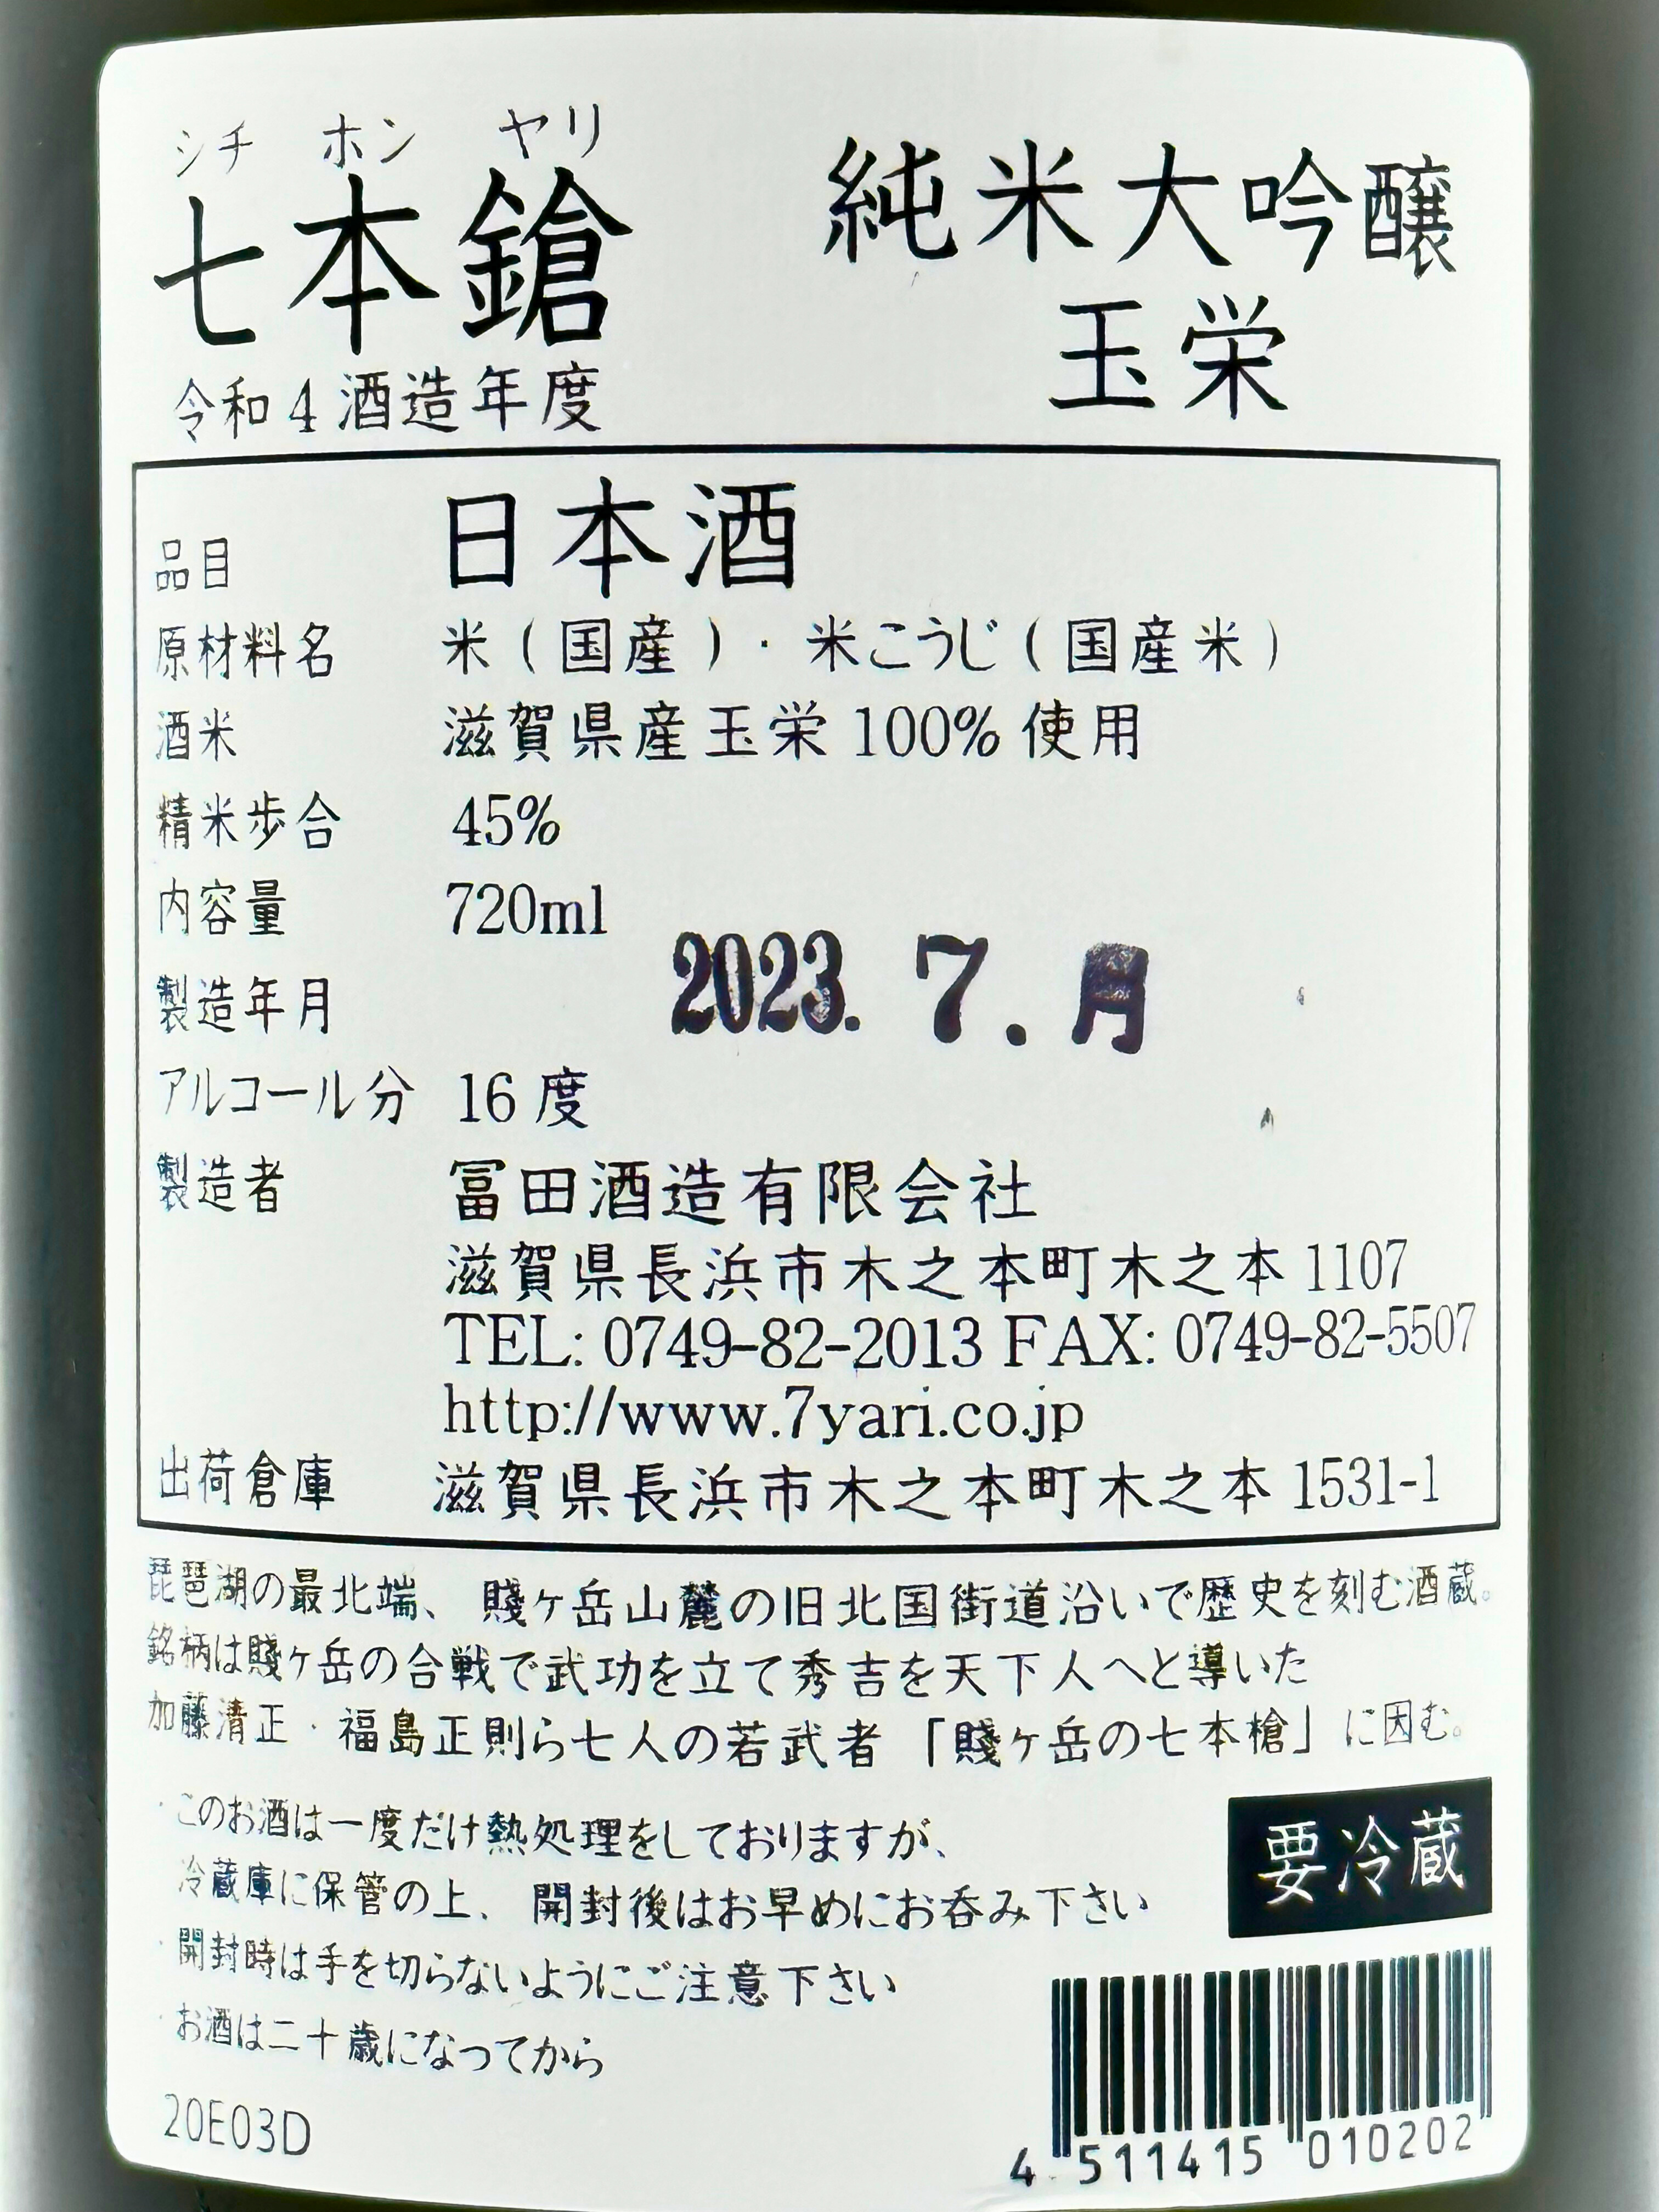 シチ ホン ヤリ
七本鎗
令和4酒造年度
純米大吟醸
玉栄
品目 日本酒
原材料名 米(国産)・米こうじ(国産米)
酒米 滋賀県産玉栄100%使用
精米歩合 45%
内容量 720ml
製造年月 2023. 7. 月
アルコール分 16度
製造者 冨田酒造有限会社
滋賀県長浜市木之本町木之本1107
TEL: 0749-82-2013 FAX: 0749-82-5507
http://www.7yari.co.jp
出荷倉庫 滋賀県長浜市木之本町木之本1531-1
琵琶湖の最北端、賤ヶ岳山麓の旧北国街道沿いで歴史を刻む酒蔵。
銘柄は賤ヶ岳の合戦で武功を立て秀吉を天下人へと導いた
加藤清正・福島正則ら七人の若武者「賤ヶ岳の七本槍」に因む。
・このお酒は一度だけ熱処理をしておりますが、
冷蔵庫に保管の上、開封後はお早めにお呑み下さい
・開封時は手を切らないようにご注意下さい
・お酒は二十歳になってから
要冷蔵
20E03D
4 511415 010202